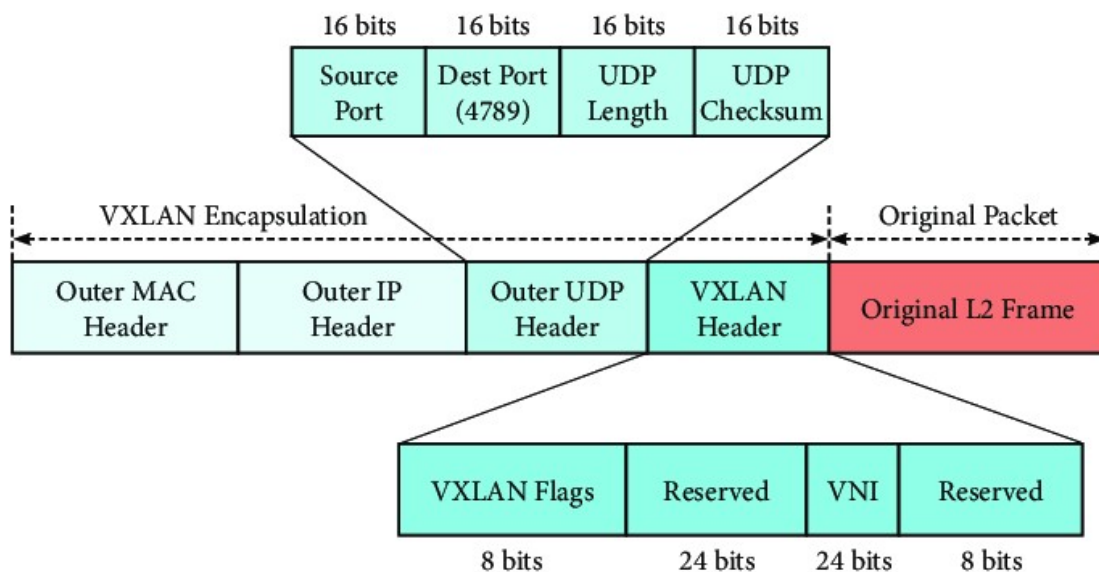 16 bits 16 bits 16 bits 16 bits
Source Port
Dest Port (4789)
UDP Length
UDP Checksum
VXLAN Encapsulation
Original Packet
Outer MAC Header
Outer IP Header
Outer UDP Header
VXLAN Header
Original L2 Frame
VXLAN Flags
Reserved
VNI
Reserved
8 bits 24 bits 24 bits 8 bits